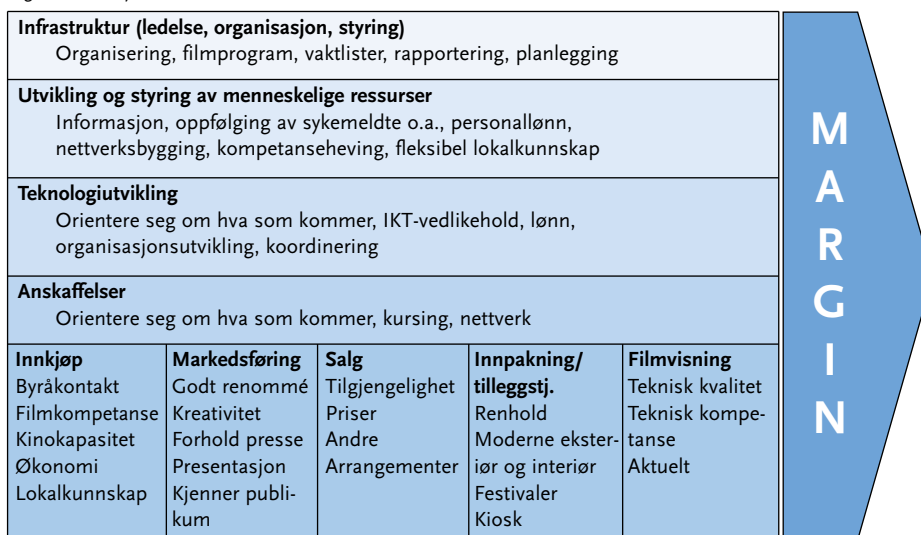 Infrastruktur (ledelse, organisasjon, styring)
Organisering, filmprogram, vaktlister, rapportering, planlegging
Utvikling og styring av menneskelige ressurser
Informasjon, oppfølging av sykemeldte o.a., personallønn,
nettverksbygging, kompetanseheving, fleksibel lokalkunnskap
Teknologiutvikling
Orientere seg om hva som kommer, IKT-vedlikehold, lønn,
organisasjonsutvikling, koordinering
Anskaffelser
Orientere seg om hva som kommer, kursing, nettverk
Innkjøp
Byråkontakt
Filmkompetanse
Kinokapasitet
Økonomi
Lokalkunnskap
Markedsføring
Godt renommé
Kreativitet
Forhold presse
Presentasjon
Kjenner publi-
kum
Salg
Tilgjengelighet
Priser
Andre
Arrangementer
Innpakning/
tilleggstj.
Renhold
Moderne ekster-
iør og interiør
Festivaler
Kiosk
Filmvisning
Teknisk kvalitet
Teknisk kompe-
tanse
Aktuelt
MARGIN